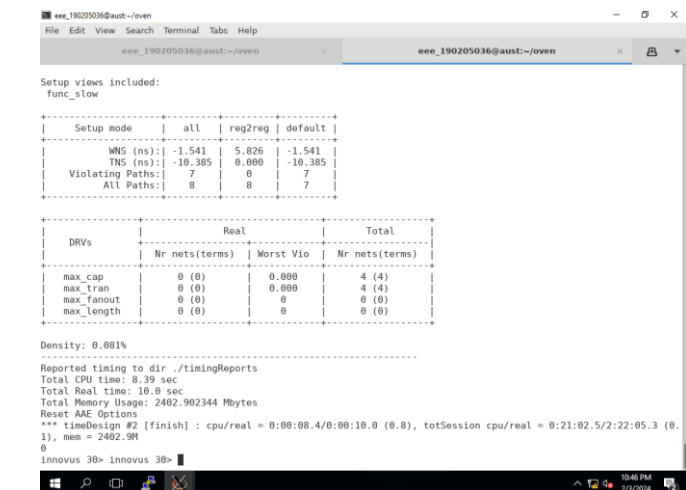 eee_190205036@aust:~/oven
File Edit View Search Terminal Tabs Help
eee_190205036@aust:~/oven × eee_190205036@aust:~/oven ×
Setup views included:
func_slow
+--------------------+---------+---------+---------+
| Setup mode | all | reg2reg | default |
+--------------------+---------+---------+---------+
| WNS (ns):| -1.541 | 5.826 | -1.541 |
| TNS (ns):| -10.385 | 0.000 | -10.385 |
| Violating Paths:| 7 | 0 | 7 |
| All Paths:| 8 | 8 | 7 |
+--------------------+---------+---------+---------+
+----------------+-------------------------------+------------------+
| | Real | Total |
| DRVs +------------------+------------+------------------|
| | Nr nets(terms) | Worst Vio | Nr nets(terms) |
+----------------+------------------+------------+------------------+
| max_cap | 0 (0) | 0.000 | 4 (4) |
| max_tran | 0 (0) | 0.000 | 4 (4) |
| max_fanout | 0 (0) | 0 | 0 (0) |
| max_length | 0 (0) | 0 | 0 (0) |
+----------------+------------------+------------+------------------+
Density: 0.081%
------------------------------------------------------------------
Reported timing to dir ./timingReports
Total CPU time: 8.39 sec
Total Real time: 10.0 sec
Total Memory Usage: 2402.902344 Mbytes
Reset AAE Options
*** timeDesign #2 [finish] : cpu/real = 0:00:08.4/0:00:10.0 (0.8), totSession cpu/real = 0:21:02.5/2:22:05.3 (0.
1), mem = 2402.9M
0
innovus 30> innovus 30>
10:46 PM
2/3/2024